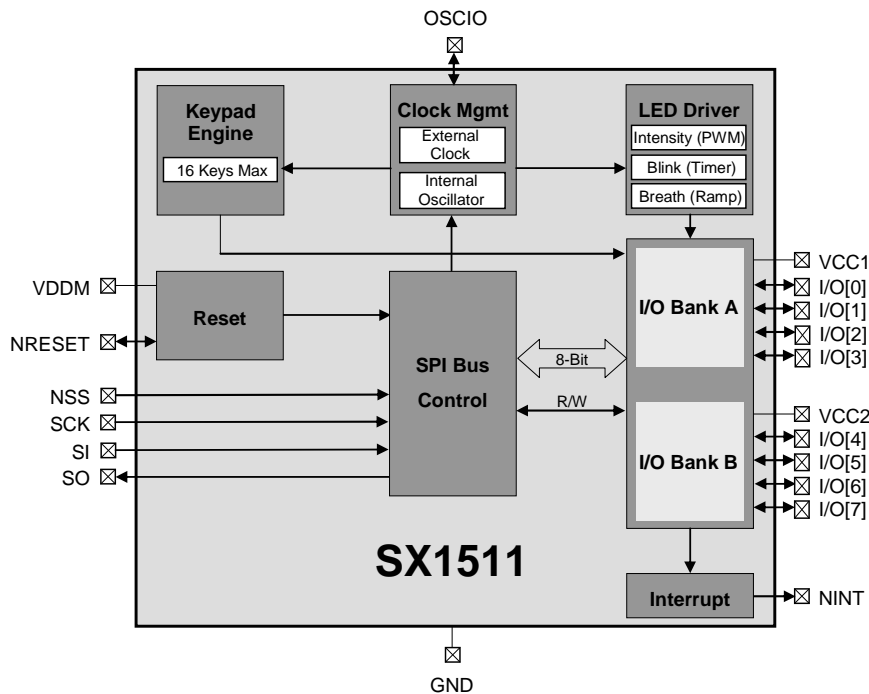 OSCIO
Keypad
Engine
16 Keys Max
Clock Mgmt
External
Clock
Internal
Oscillator
LED Driver
Intensity (PWM)
Blink (Timer)
Breath (Ramp)
VDDM
NRESET
Reset
NSS
SCK
SI
SO
SPI Bus
Control
8-Bit
R/W
I/O Bank A
I/O Bank B
VCC1
I/O[0]
I/O[1]
I/O[2]
I/O[3]
VCC2
I/O[4]
I/O[5]
I/O[6]
I/O[7]
SX1511
Interrupt
NINT
GND